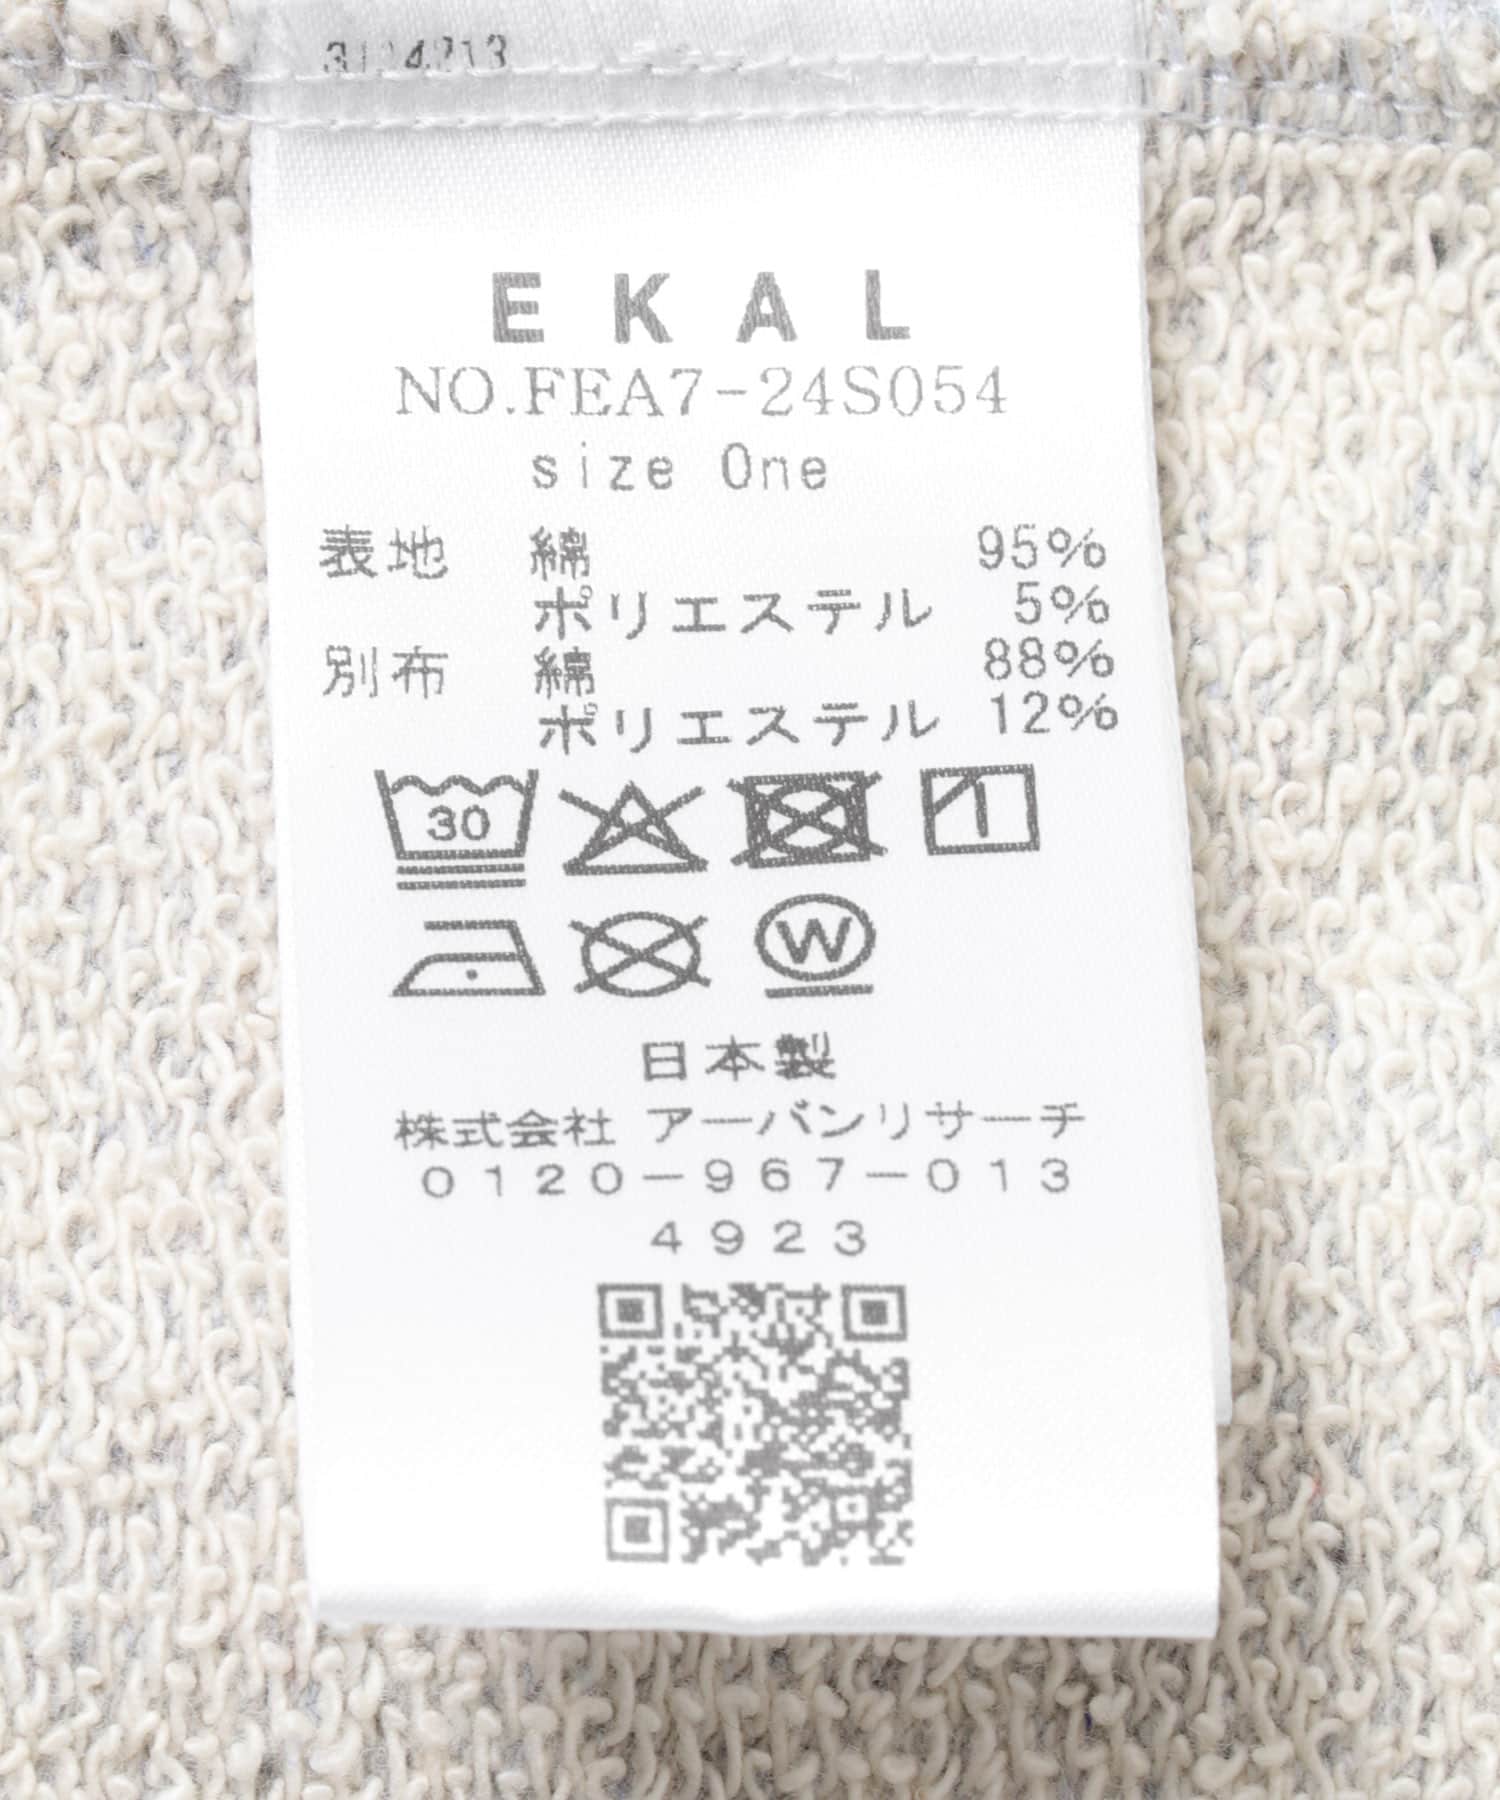 EKAL
NO.FEA7-24S054
size One
表地 綿 95%
ポリエステル 5%
別布 綿 88%
ポリエステル 12%
30
W
日本製
株式会社 アーバンリサーチ
0120-967-013
4923